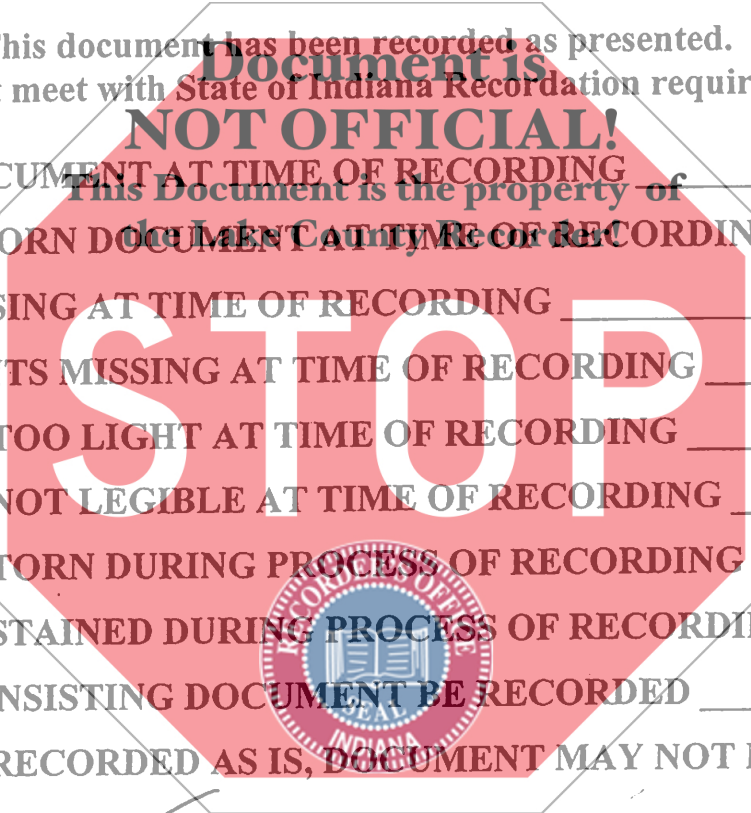 his document has been recorded as presented.
meet with State of Indiana Recordation requir
Document is
NOT OFFICIAL!
CUMENT AT TIME OF RECORDING
This Document is the property of
the Lake County Recorder!
ORN DOCUMENT AT TIME OF RECORDIN
SING AT TIME OF RECORDING
TS MISSING AT TIME OF RECORDING
TOO LIGHT AT TIME OF RECORDING
NOT LEGIBLE AT TIME OF RECORDING
TORN DURING PROCESS OF RECORDING
STAINED DURING PROCESS OF RECORDI
NSISTING DOCUMENT BE RECORDED
RECORDED AS IS, DOCUMENT MAY NOT
STOP
RECORDER'S OFFICE
SEAL
INDIANA